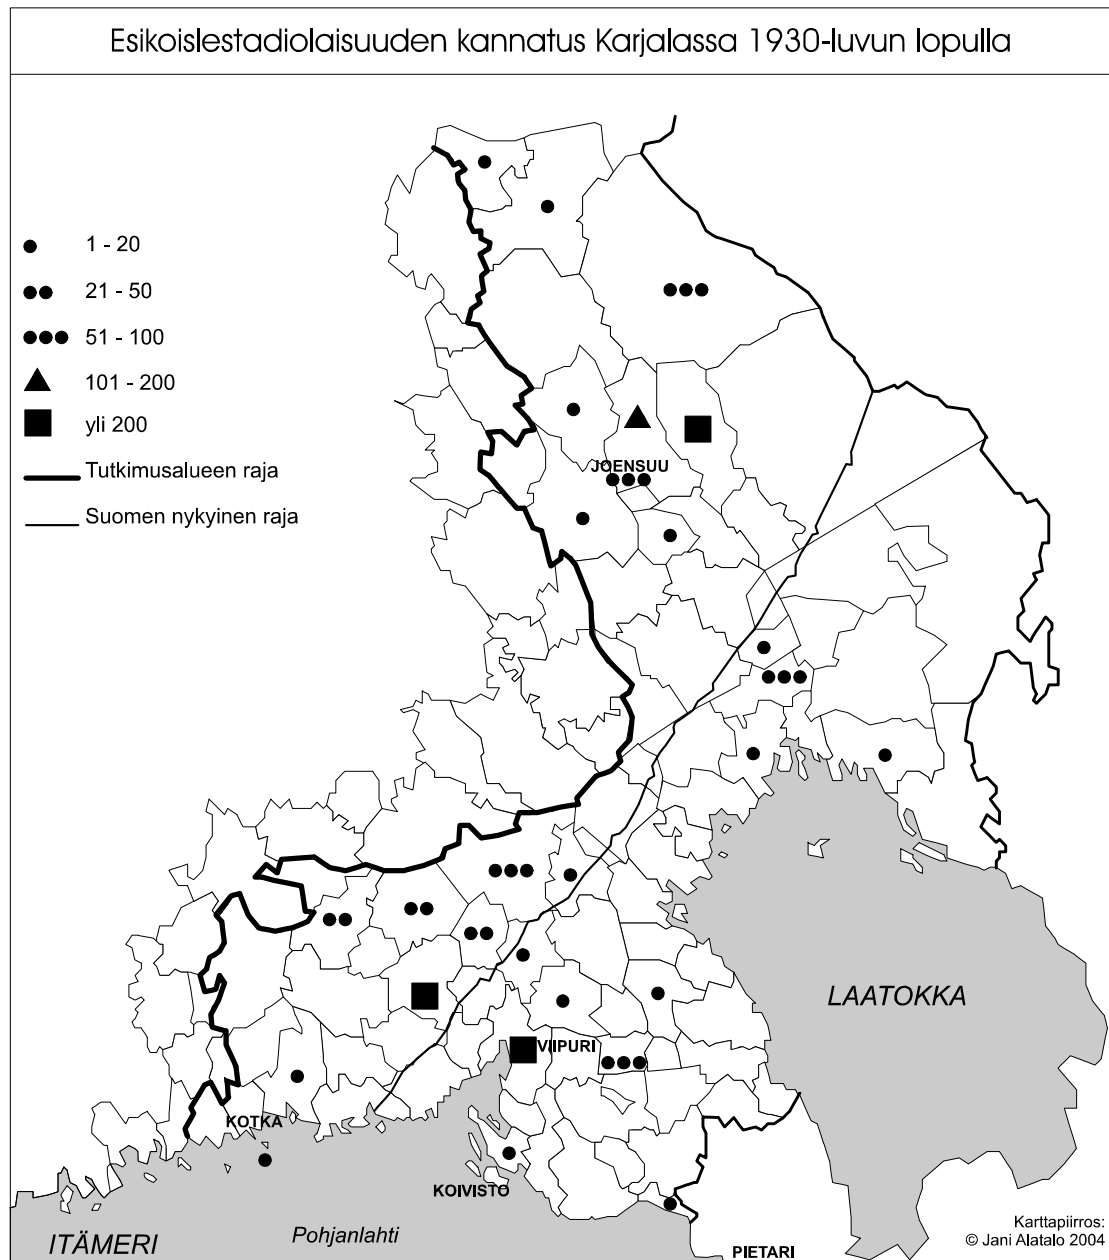 Esikoislestadiolaisuuden kannatus Karjalassa 1930-luvun lopulla
1 - 20
21 - 50
51 - 100
101 - 200
yli 200
Tutkimusalueen raja
Suomen nykyinen raja
JOENSUU
LAATOKKA
VIIPURI
KOTKA
KOIVISTO
ITÄMERI
Pohjanlahti
PIETARI
Karttapiirros:
© Jani Alatalo 2004